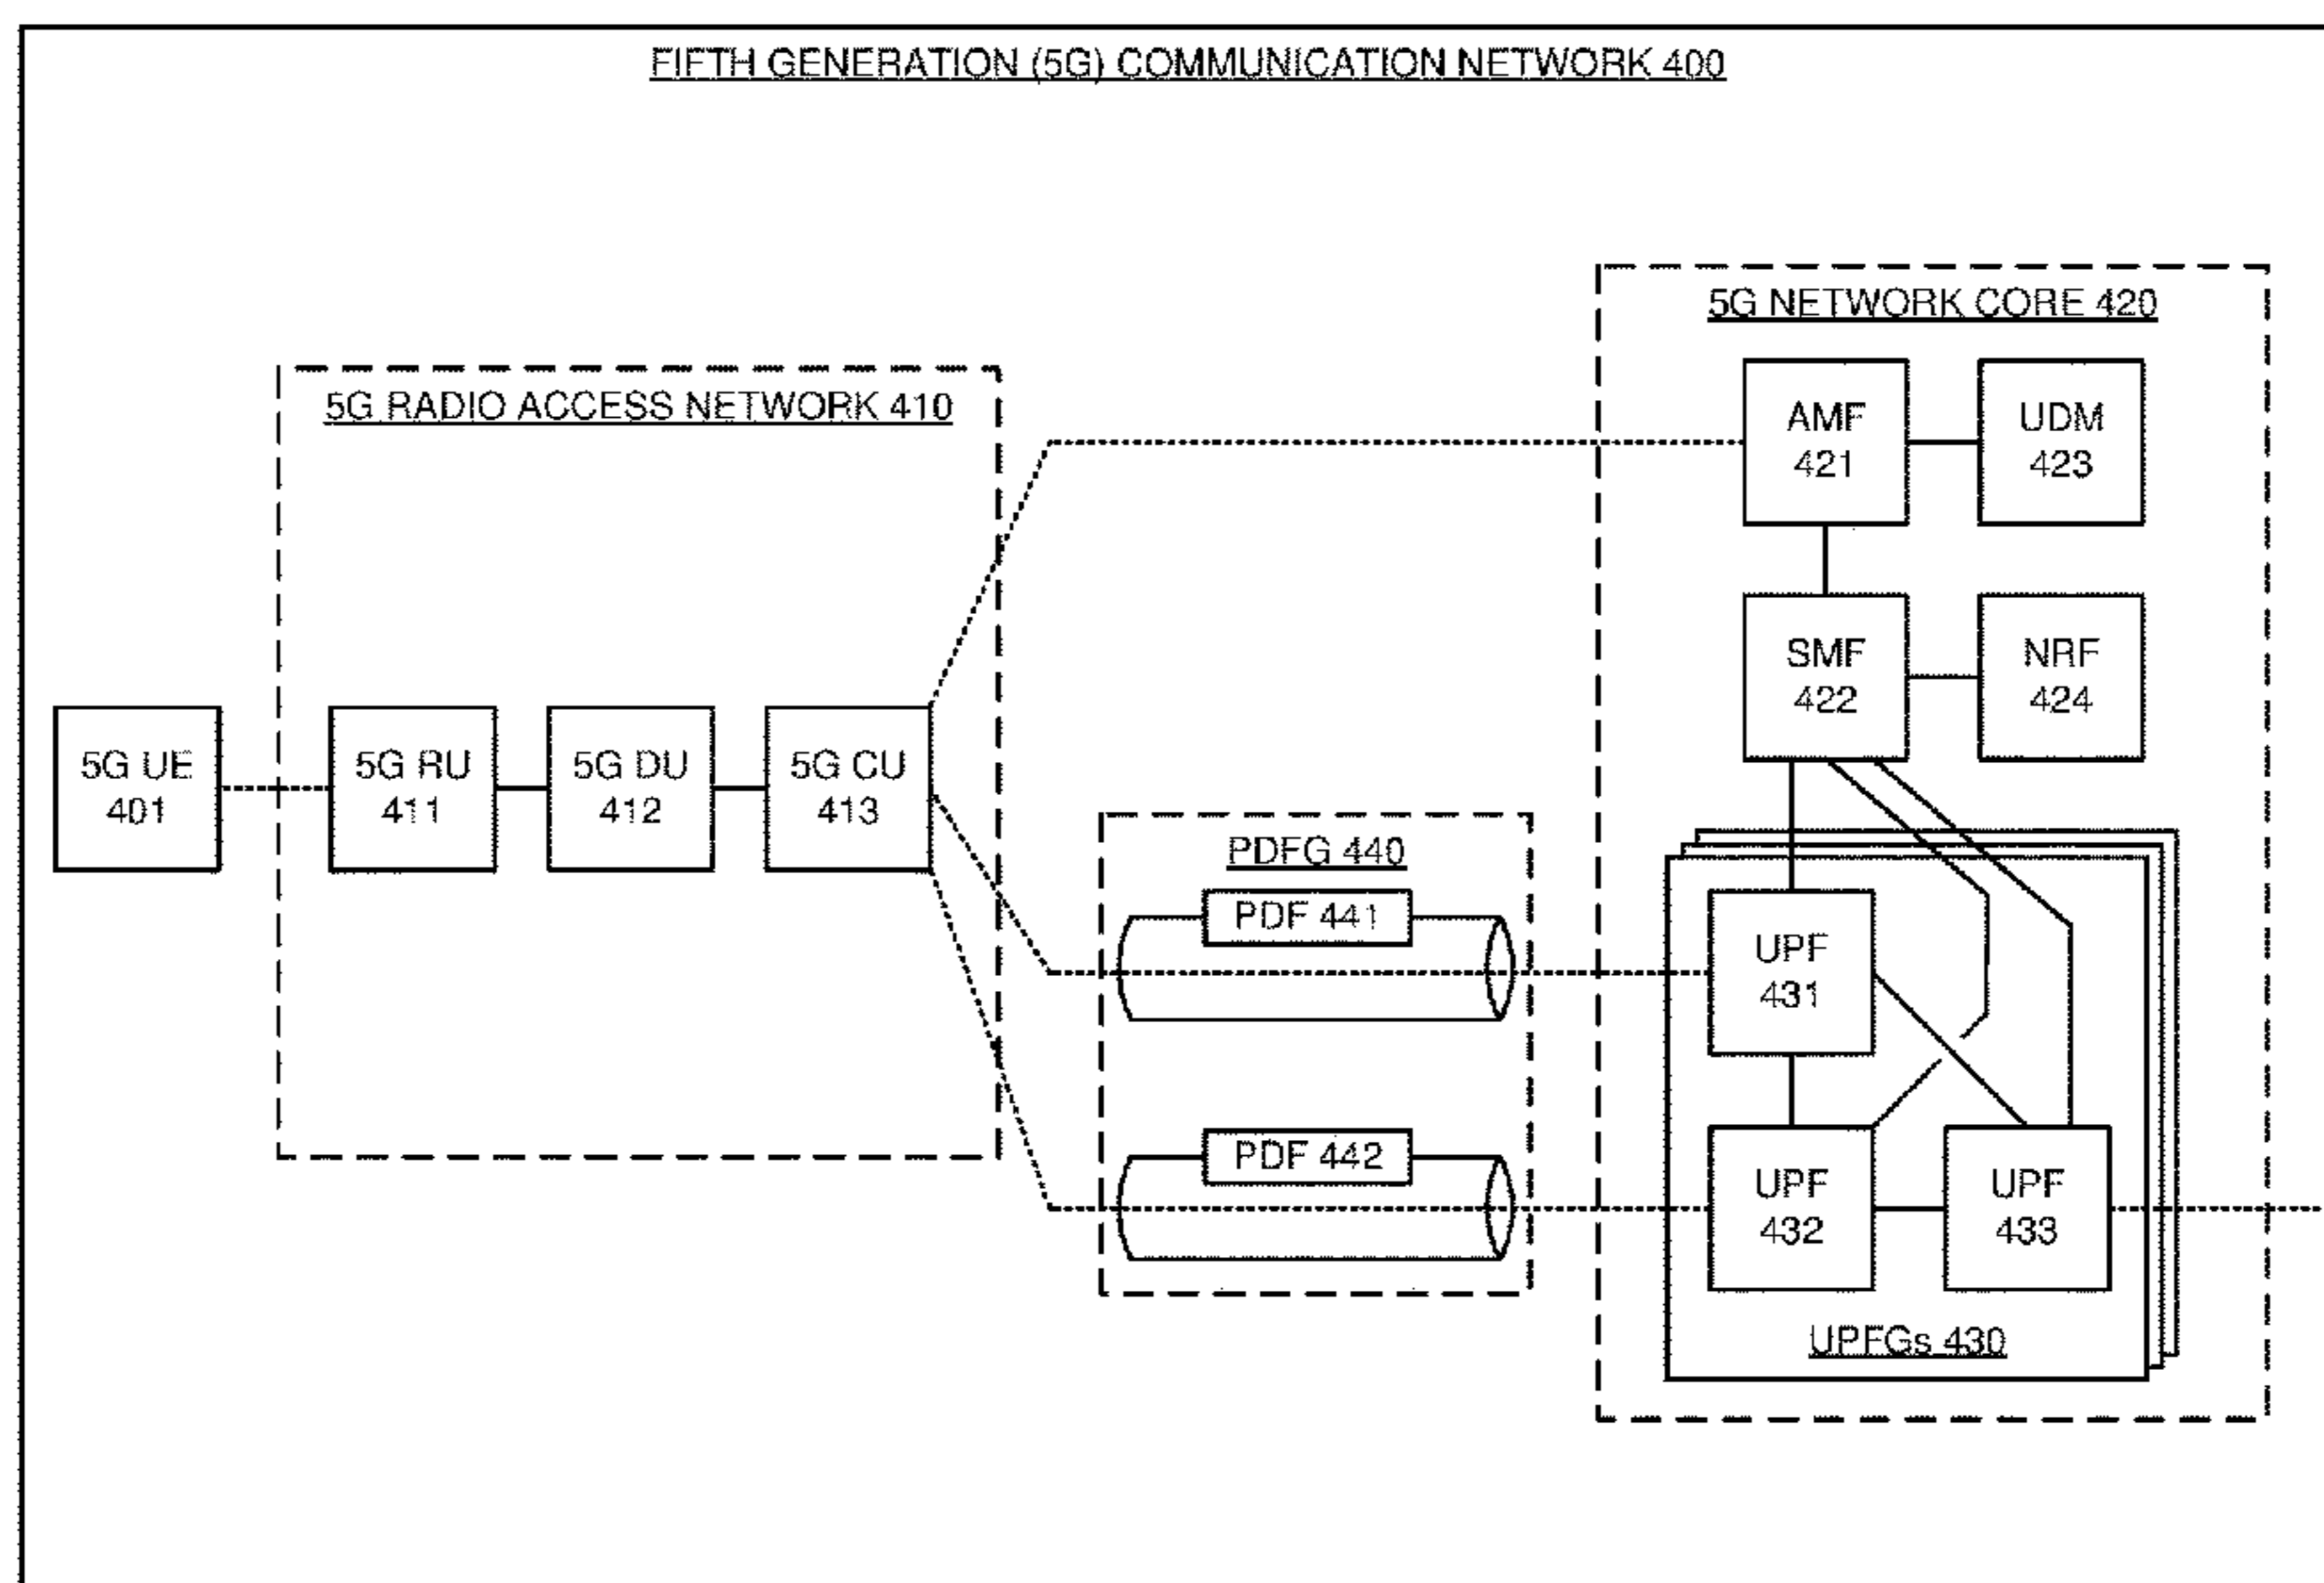 FIFTH GENERATION (5G) COMMUNICATION NETWORK 400
5G NETWORK CORE 420
AMF
421
UDM
423
5G RADIO ACCESS NETWORK 410
SMF
422
NRF
424
5G UE
401
5G RU
411
5G DU
412
5G CU
413
PDFG 440
PDF 441
UPF
431
PDF 442
UPF
432
UPF
433
UPFGs 430